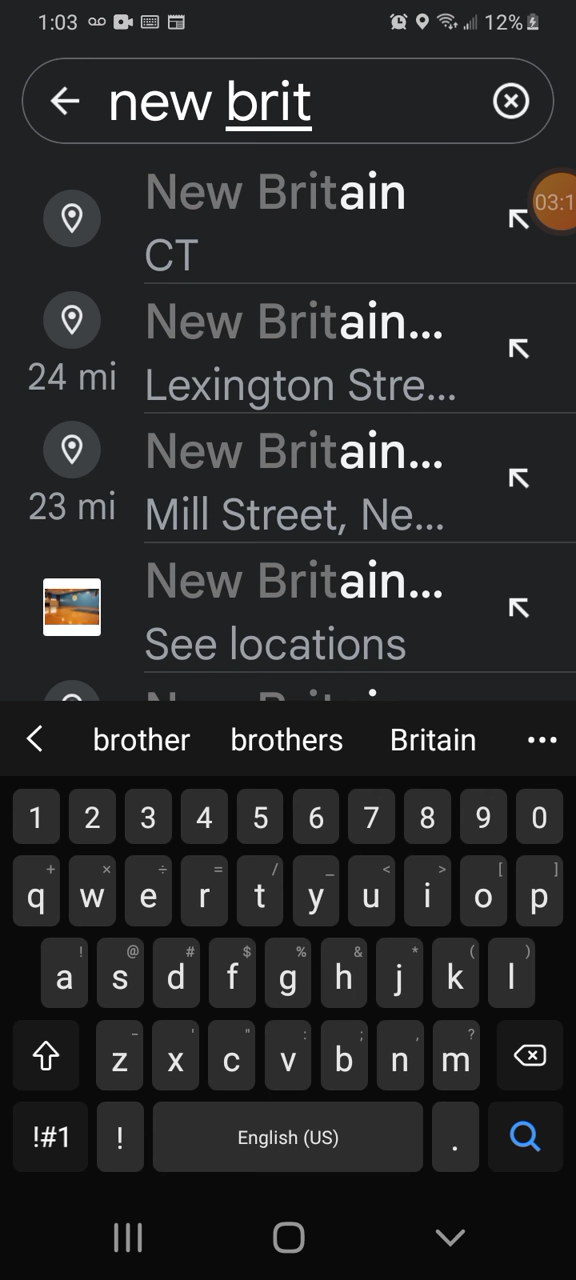 1:03 12%
new brit
New Britain
03:1
CT
New Britain...
24 mi
Lexington Stre...
New Britain...
23 mi
Mill Street, Ne...
New Britain...
See locations
brother brothers Britain ...
1 2 3 4 5 6 7 8 9 0
+ × ÷ = / _ < > [ ]
q w e r t y u i o p
! @ # $ % & * ( )
a s d f g h j k l
- ' " : ; , ?
z x c v b n m
!#1 ! English (US) .